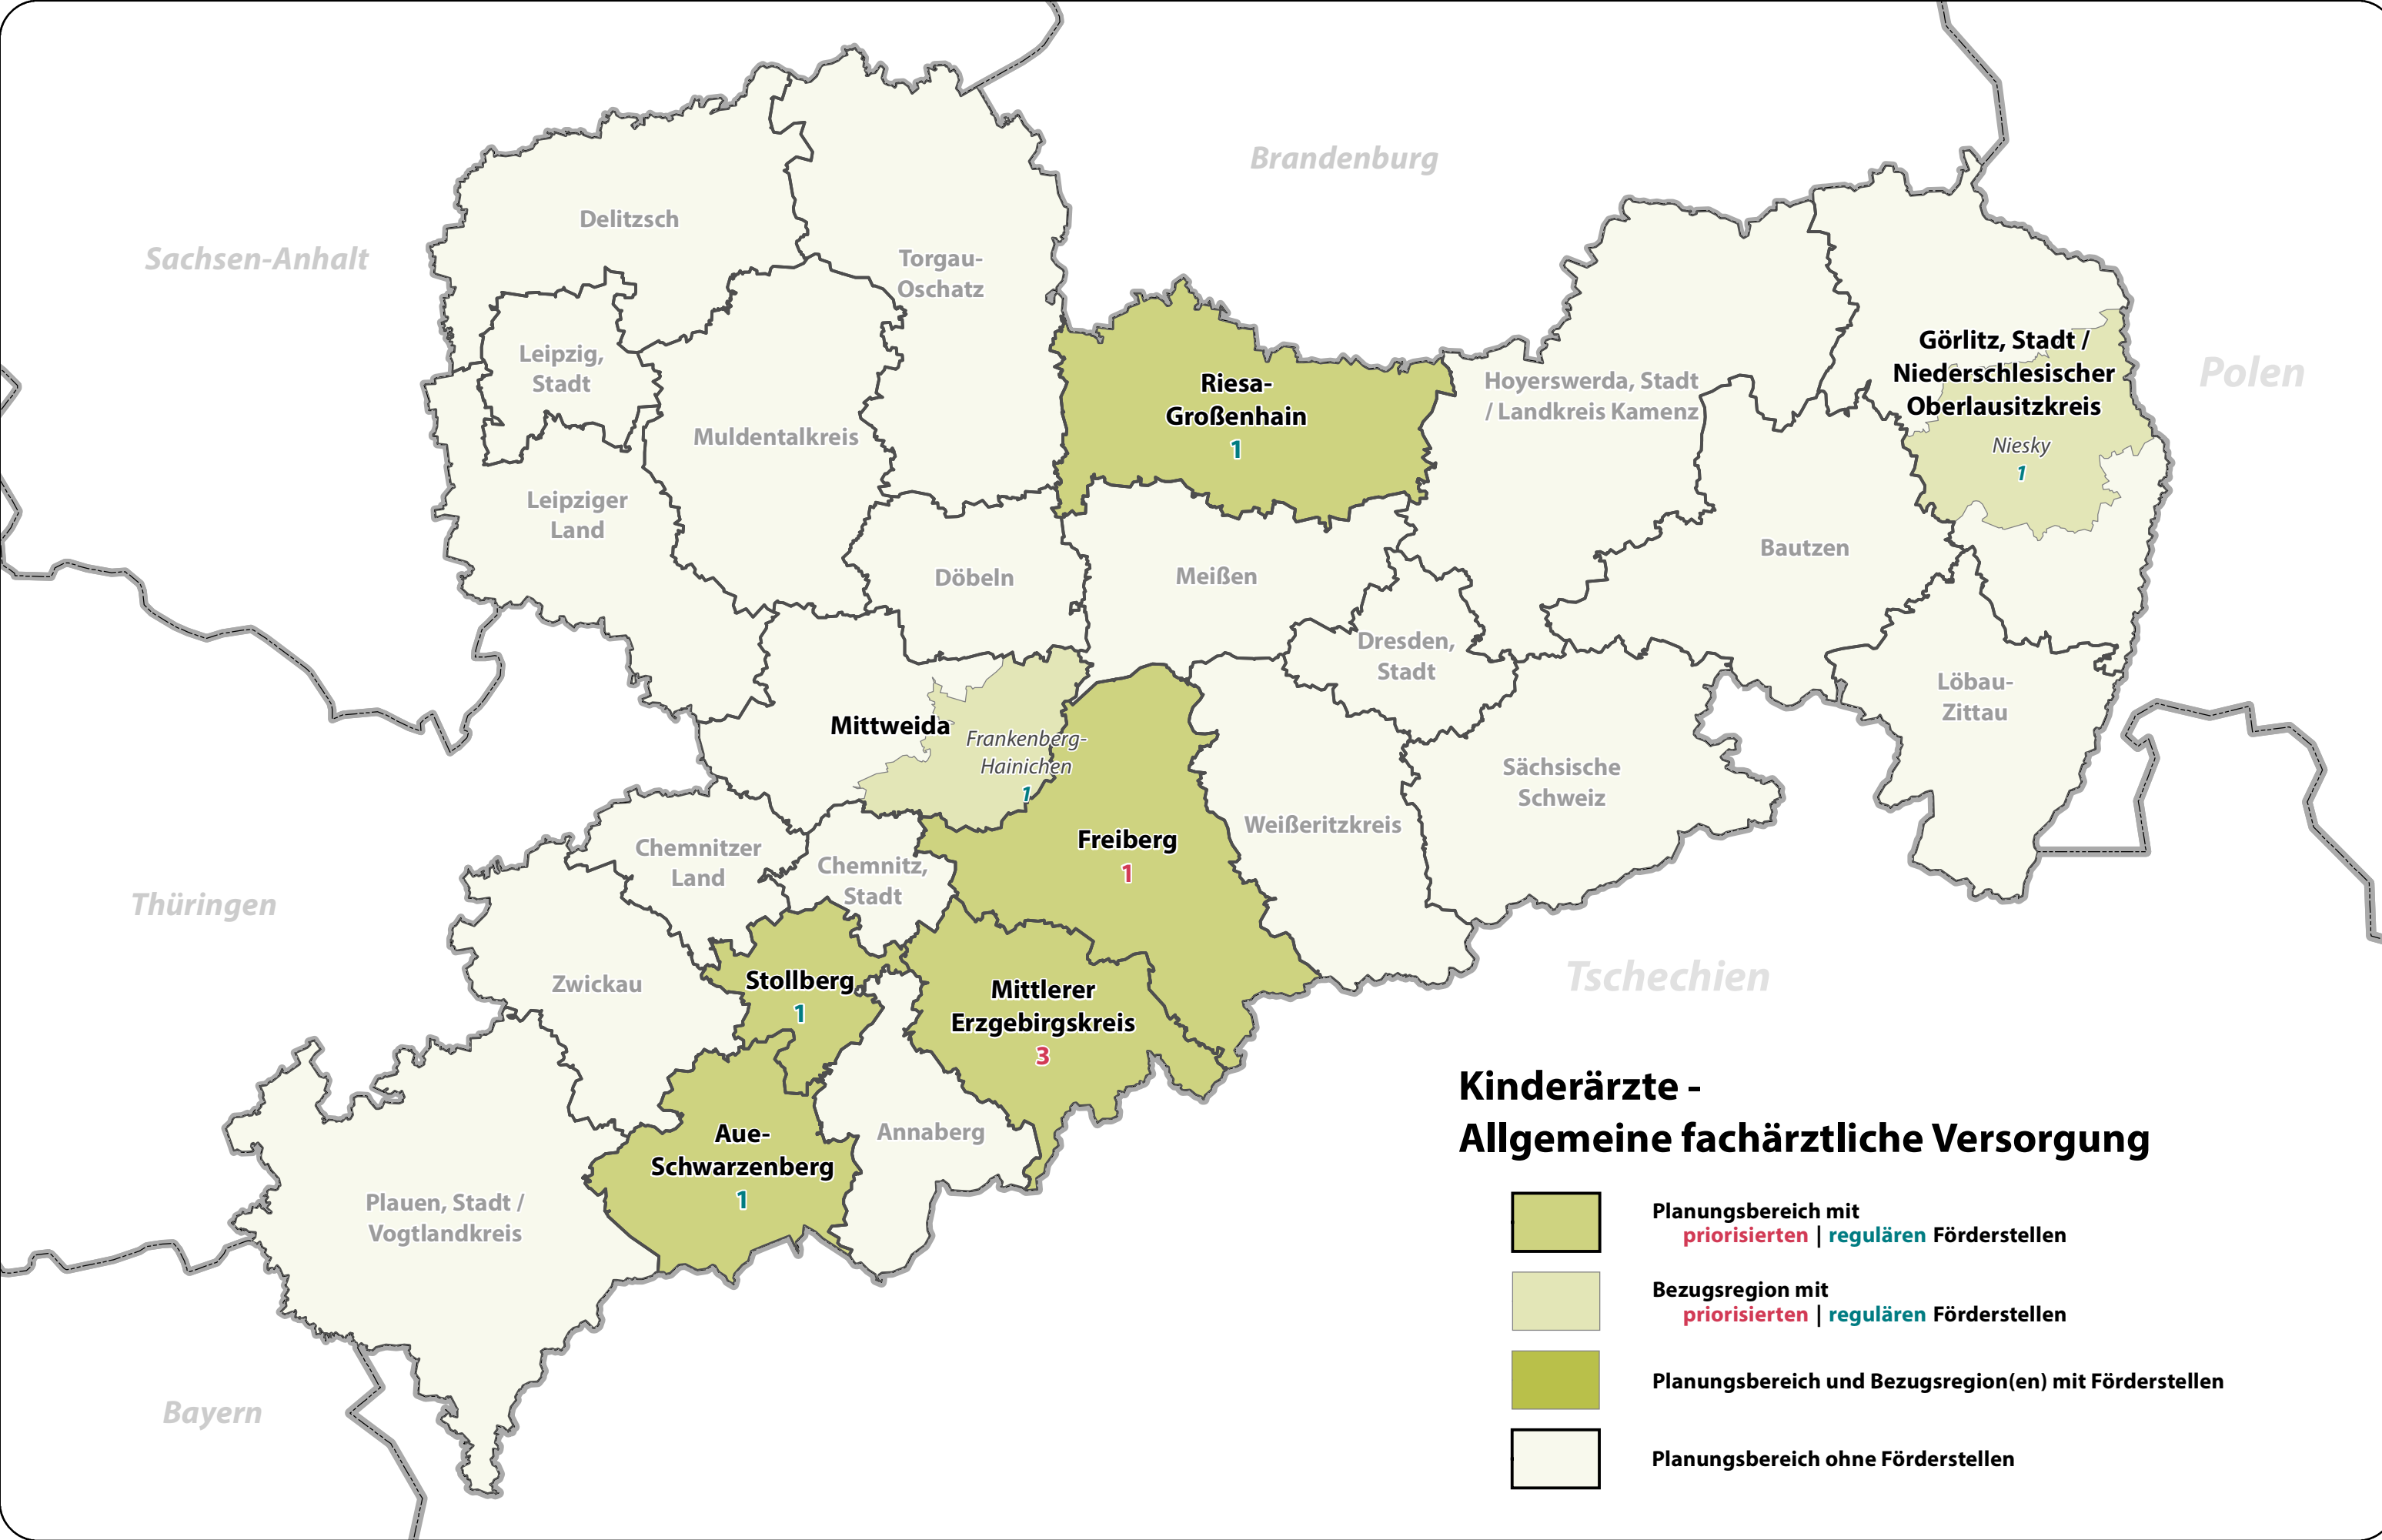 Brandenburg
Sachsen-Anhalt
Delitzsch
Torgau-
Oschatz
Leipzig,
Stadt
Muldentalkreis
Leipziger
Land
Riesa-
Großenhain
1
Hoyerswerda, Stadt
/ Landkreis Kamenz
Görlitz, Stadt /
Niederschlesischer
Oberlausitzkreis
Niesky
1
Polen
Bautzen
Döbeln
Meißen
Dresden,
Stadt
Löbau-
Zittau
Mittweida
Frankenberg-
Hainichen
1
Sächsische
Schweiz
Weißeritzkreis
Freiberg
1
Chemnitzer
Land
Chemnitz,
Stadt
Thüringen
Zwickau
Stollberg
1
Mittlerer
Erzgebirgskreis
3
Tschechien
Aue-
Schwarzenberg
1
Annaberg
Plauen, Stadt /
Vogtlandkreis
Bayern
Kinderärzte -
Allgemeine fachärztliche Versorgung
Planungsbereich mit
priorisierten | regulären Förderstellen
Bezugsregion mit
priorisierten | regulären Förderstellen
Planungsbereich und Bezugsregion(en) mit Förderstellen
Planungsbereich ohne Förderstellen